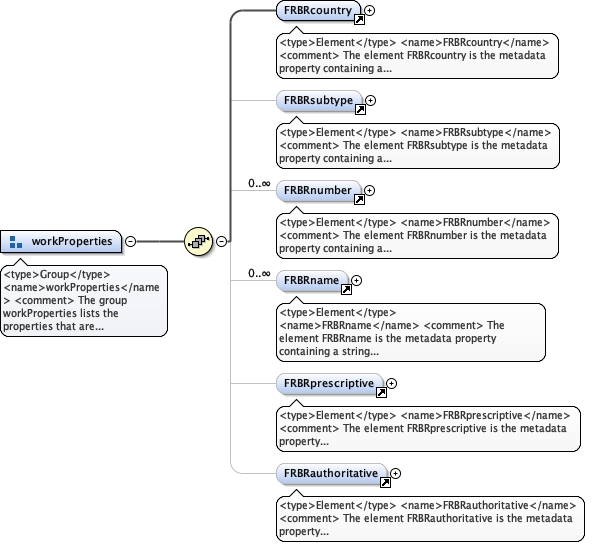 FRBRcountry
<type>Element</type> <name>FRBRcountry</name>
<comment> The element FRBRcountry is the metadata
property containing a...
FRBRsubtype
<type>Element</type> <name>FRBRsubtype</name>
<comment> The element FRBRsubtype is the metadata
property containing a...
0..∞
FRBRnumber
<type>Element</type> <name>FRBRnumber</name>
<comment> The element FRBRnumber is the metadata
property containing a...
workProperties
<type>Group</type>
<name>workProperties</name
> <comment> The group
workProperties lists the
properties that are...
0..∞
FRBRname
<type>Element</type>
<name>FRBRname</name> <comment> The
element FRBRname is the metadata property
containing a string...
FRBRprescriptive
<type>Element</type> <name>FRBRprescriptive</name>
<comment> The element FRBRprescriptive is the metadata
property...
FRBRauthoritative
<type>Element</type> <name>FRBRauthoritative</name>
<comment> The element FRBRauthoritative is the metadata
property...